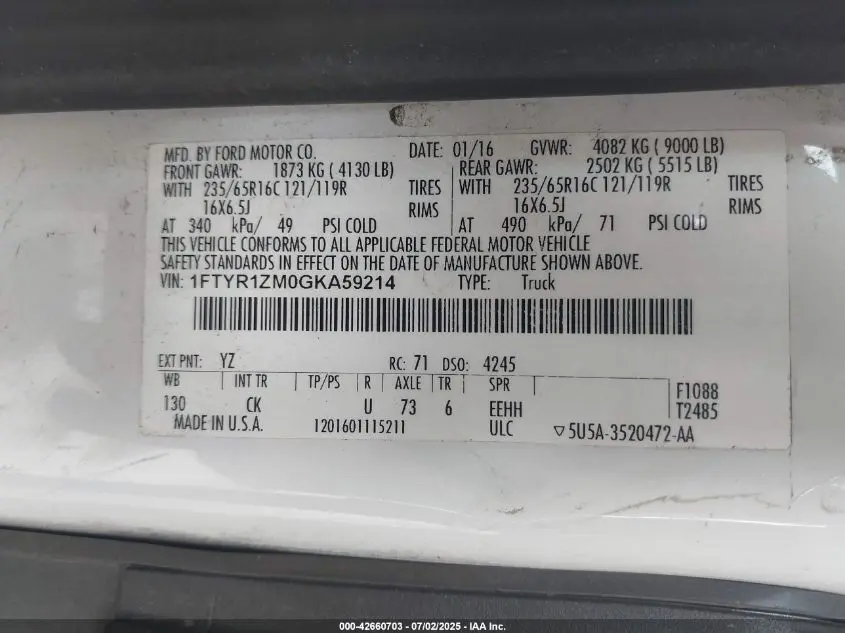 MFD. BY FORD MOTOR CO. DATE: 01/16 GVWR: 4082 KG ( 9000 LB)
FRONT GAWR: 1873 KG ( 4130 LB) REAR GAWR: 2502 KG ( 5515 LB)
WITH 235/65R16C 121/119R TIRES WITH 235/65R16C 121/119R TIRES
16X6.5J RIMS 16X6.5J RIMS
AT 340 kPa/ 49 PSI COLD AT 490 kPa/ 71 PSI COLD
THIS VEHICLE CONFORMS TO ALL APPLICABLE FEDERAL MOTOR VEHICLE
SAFETY STANDARDS IN EFFECT ON THE DATE OF MANUFACTURE SHOWN ABOVE.
VIN: 1FTYR1ZM0GKA59214 TYPE: Truck
EXT PNT: YZ RC: 71 DSO: 4245
WB INT TR TP/PS R AXLE TR SPR F1088
130 CK U 73 6 EEHH T2485
MADE IN U.S.A. 1201601115211 ULC ▽5U5A-3520472-AA
000-42660703 - 07/02/2025 - IAA Inc.